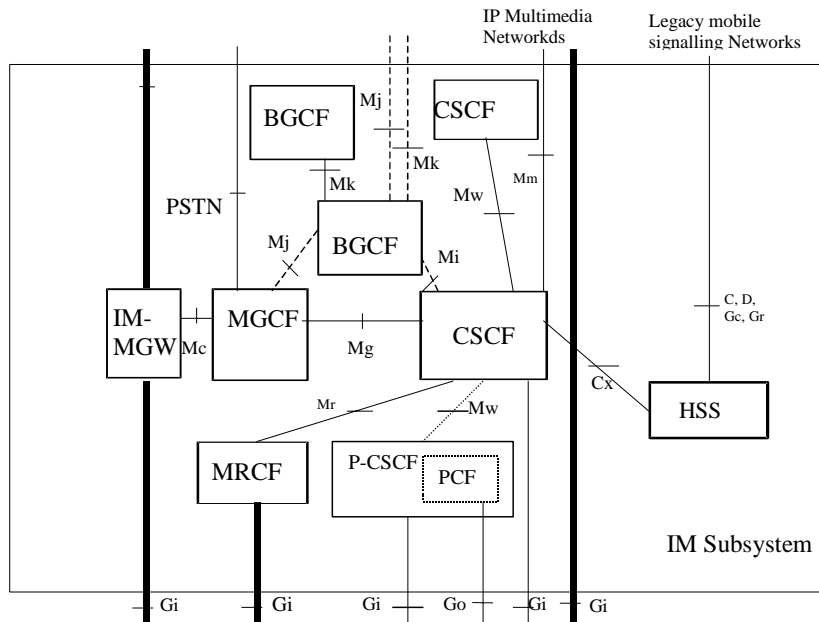 IP Multimedia
Networkds
Legacy mobile
signalling Networks
BGCF
Mj
CSCF
Mk
Mk
Mw
Mm
PSTN
BGCF
Mj
Mi
IM-
MGW
Mc
MGCF
Mg
CSCF
C, D,
Gc, Gr
Cx
HSS
Mr
Mw
MRCF
P-CSCF
PCF
IM Subsystem
Gi
Gi
Gi
Go
Gi
Gi